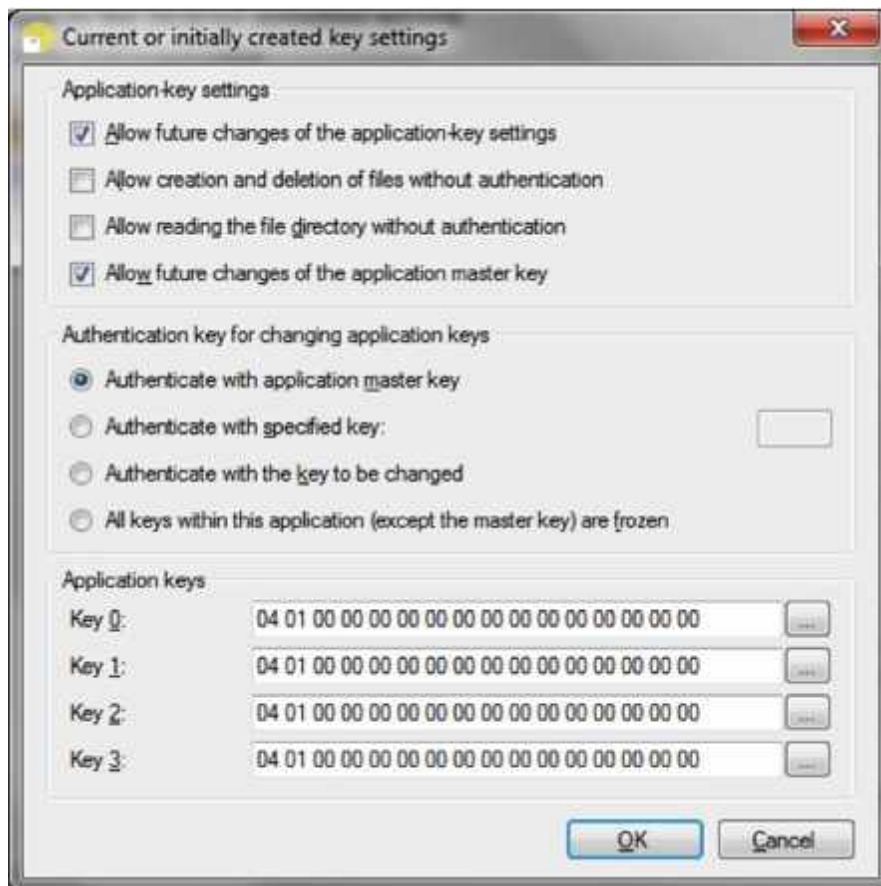 Current or initially created key settings
Application-key settings
Allow future changes of the application-key settings
Allow creation and deletion of files without authentication
Allow reading the file directory without authentication
Allow future changes of the application master key
Authentication key for changing application keys
Authenticate with application master key
Authenticate with specified key:
Authenticate with the key to be changed
All keys within this application (except the master key) are frozen
Application keys
Key 0: 04 01 00 00 00 00 00 00 00 00 00 00 00 00 00 00 ...
Key 1: 04 01 00 00 00 00 00 00 00 00 00 00 00 00 00 00 ...
Key 2: 04 01 00 00 00 00 00 00 00 00 00 00 00 00 00 00 ...
Key 3: 04 01 00 00 00 00 00 00 00 00 00 00 00 00 00 00 ...
OK Cancel